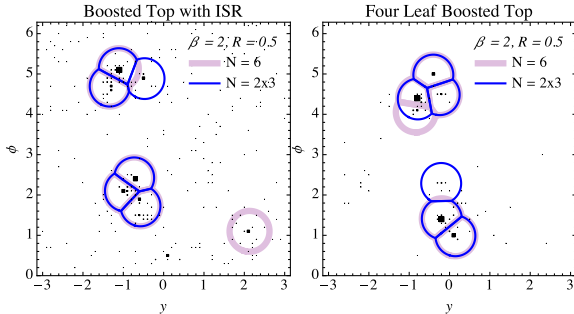 Boosted Top with ISR
β = 2, R = 0.5
N = 6
N = 2x3
ϕ
6
5
4
3
2
1
0
−3 −2 −1 0 1 2 3
y
Four Leaf Boosted Top
β = 2, R = 0.5
N = 6
N = 2x3
ϕ
6
5
4
3
2
1
0
−3 −2 −1 0 1 2 3
y